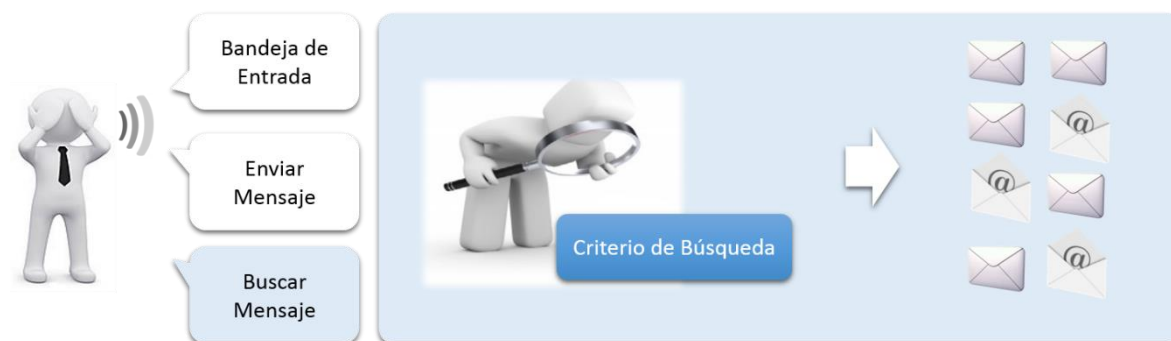 Bandeja de
Entrada
Enviar
Mensaje
Buscar
Mensaje
Criterio de Búsqueda
@
@
@